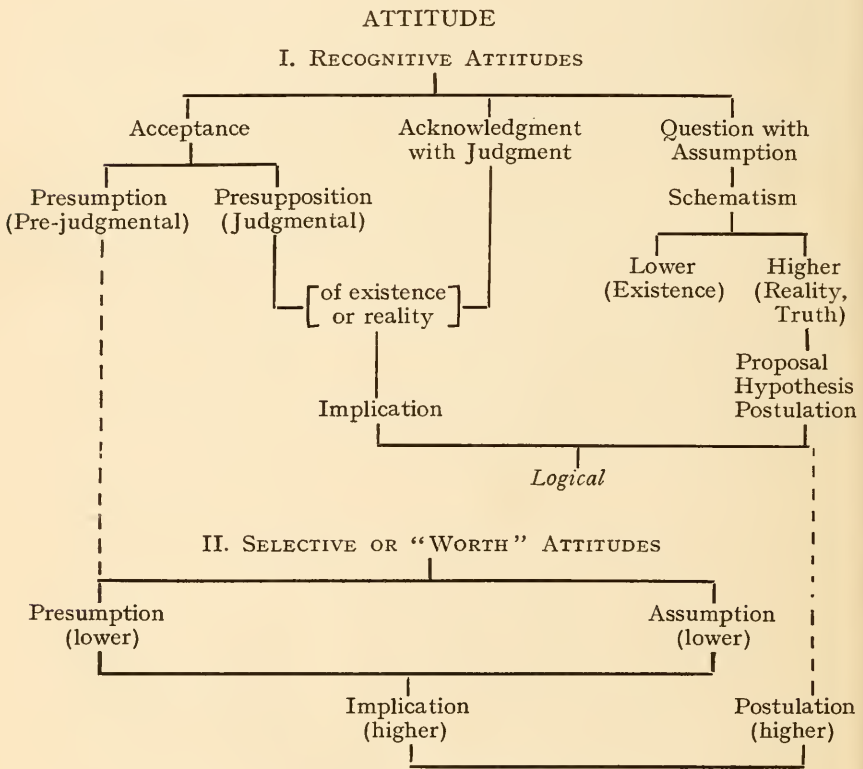 ATTITUDE
I. RECOGNITIVE ATTITUDES
Acceptance
Acknowledgment
with Judgment
Question with
Assumption
Presumption
(Pre-judgmental)
Presupposition
(Judgmental)
Schematism
Lower
(Existence)
Higher
(Reality,
Truth)
of existence
or reality
Proposal
Hypothesis
Postulation
Implication
Logical
II. SELECTIVE OR “WORTH” ATTITUDES
Presumption
(lower)
Assumption
(lower)
Implication
(higher)
Postulation
(higher)